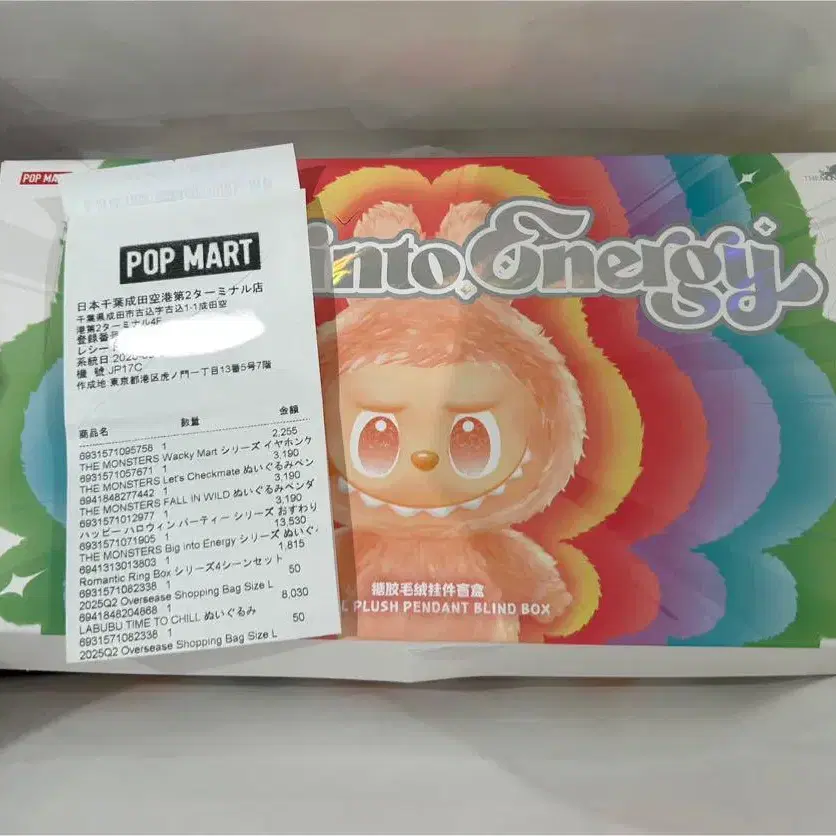 POP MA
into Energy
POP MART
日本千葉成田空港第2ターミナル店
千葉県成田市古込字古込1-1成田空
港第2ターミナル4F
登録番号
レシート
系統日
機 號 JP17C
作成地:東京都港区虎ノ門一丁目13番5号7階
商品名 数量 金額
6931571095758 1 2,255
THE MONSTERS Wacky Mart シリーズ イヤホンケ
6931571057671 1 3,190
THE MONSTERS Let's Checkmate ぬいぐるみペン
6941848277442 1 3,190
THE MONSTERS FALL IN WILD ぬいぐるみペンダ
6931571012977 1 3,190
ハッピー ハロウィン パーティー シリーズ おすわり
6931571071905 1 13,530
THE MONSTERS Big into Energy シリーズ ぬいぐ
6941313013803 1 1,815
Romantic Ring Box シリーズ4シーンセット
6931571082338 1 50
2025Q2 Oversease Shopping Bag Size L
6941848204868 1 8,030
LABUBU TIME TO CHILL ぬいぐるみ
6931571082338 1 50
2025Q2 Oversease Shopping Bag Size L
搪胶毛绒挂件盲盒
L PLUSH PENDANT BLIND BOX